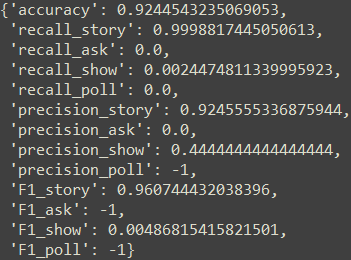 {'accuracy': 0.9244543235069053,
'recall_story': 0.9998817445050613,
'recall_ask': 0.0,
'recall_show': 0.0024474811339995923,
'recall_poll': 0.0,
'precision_story': 0.9245555336875944,
'precision_ask': 0.0,
'precision_show': 0.4444444444444444,
'precision_poll': -1,
'F1_story': 0.960744432038396,
'F1_ask': -1,
'F1_show': 0.00486815415821501,
'F1_poll': -1}